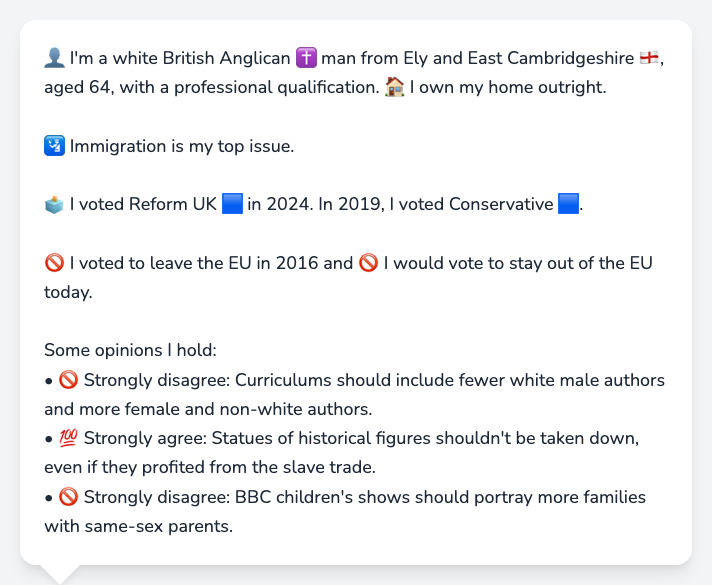 👤 I'm a white British Anglican ✝️ man from Ely and East Cambridgeshire 🏴󠁧󠁢󠁥󠁮󠁧󠁿,
aged 64, with a professional qualification. 🏠 I own my home outright.
🛂 Immigration is my top issue.
🗳️ I voted Reform UK 🟦 in 2024. In 2019, I voted Conservative 🟦.
🚫 I voted to leave the EU in 2016 and 🚫 I would vote to stay out of the EU
today.
Some opinions I hold:
• 🚫 Strongly disagree: Curriculums should include fewer white male authors
and more female and non-white authors.
• 💯 Strongly agree: Statues of historical figures shouldn't be taken down,
even if they profited from the slave trade.
• 🚫 Strongly disagree: BBC children's shows should portray more families
with same-sex parents.